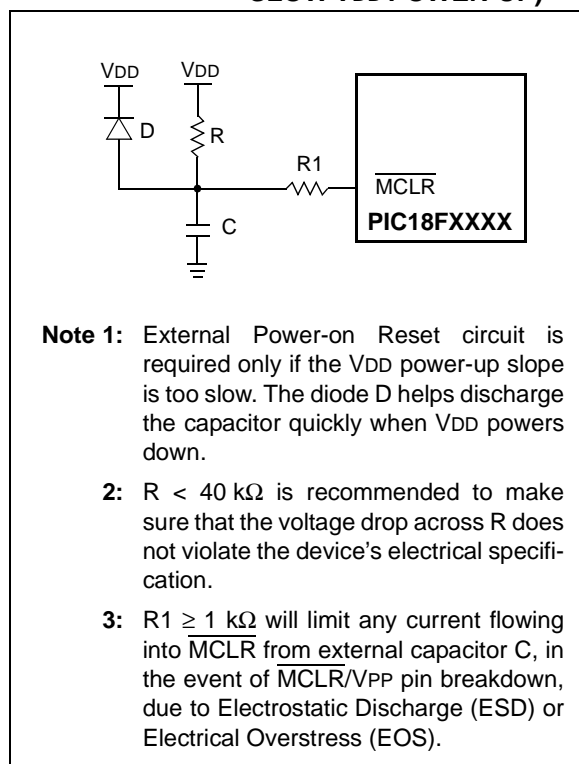 VDD VDD
D
R
R1
MCLR
C
PIC18FXXXX
Note 1: External Power-on Reset circuit is
required only if the VDD power-up slope
is too slow. The diode D helps discharge
the capacitor quickly when VDD powers
down.
2: R < 40 kΩ is recommended to make
sure that the voltage drop across R does
not violate the device's electrical specifi-
cation.
3: R1 ≥ 1 kΩ will limit any current flowing
into MCLR from external capacitor C, in
the event of MCLR/VPP pin breakdown,
due to Electrostatic Discharge (ESD) or
Electrical Overstress (EOS).